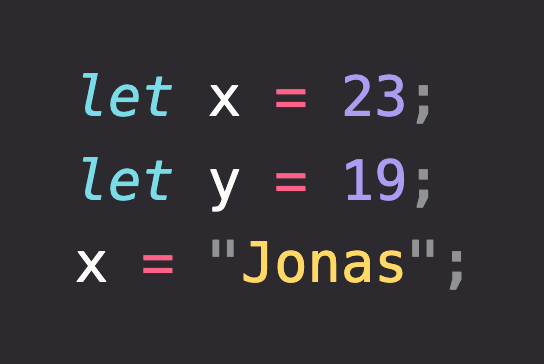 let x = 23;
let y = 19;
x = "Jonas";